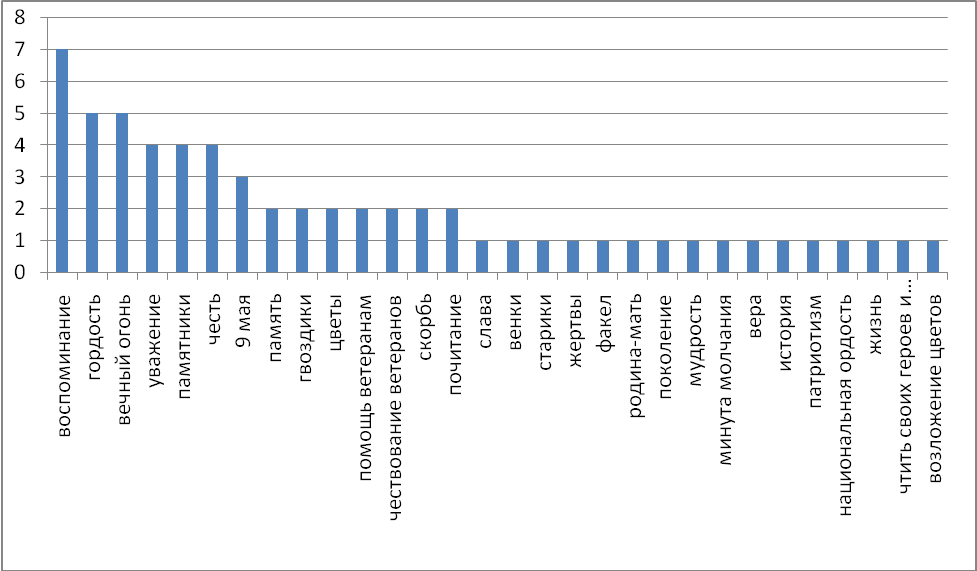 8
7
6
5
4
3
2
1
0
воспоминание
гордость
вечный огонь
уважение
памятники
честь
9 мая
память
гвоздики
цветы
помощь ветеранам
чествование ветеранов
скорбь
почитание
слава
венки
старики
жертвы
факел
родина-мать
поколение
мудрость
минута молчания
вера
история
патриотизм
национальная ордость
жизнь
чтить своих героев и…
возложение цветов